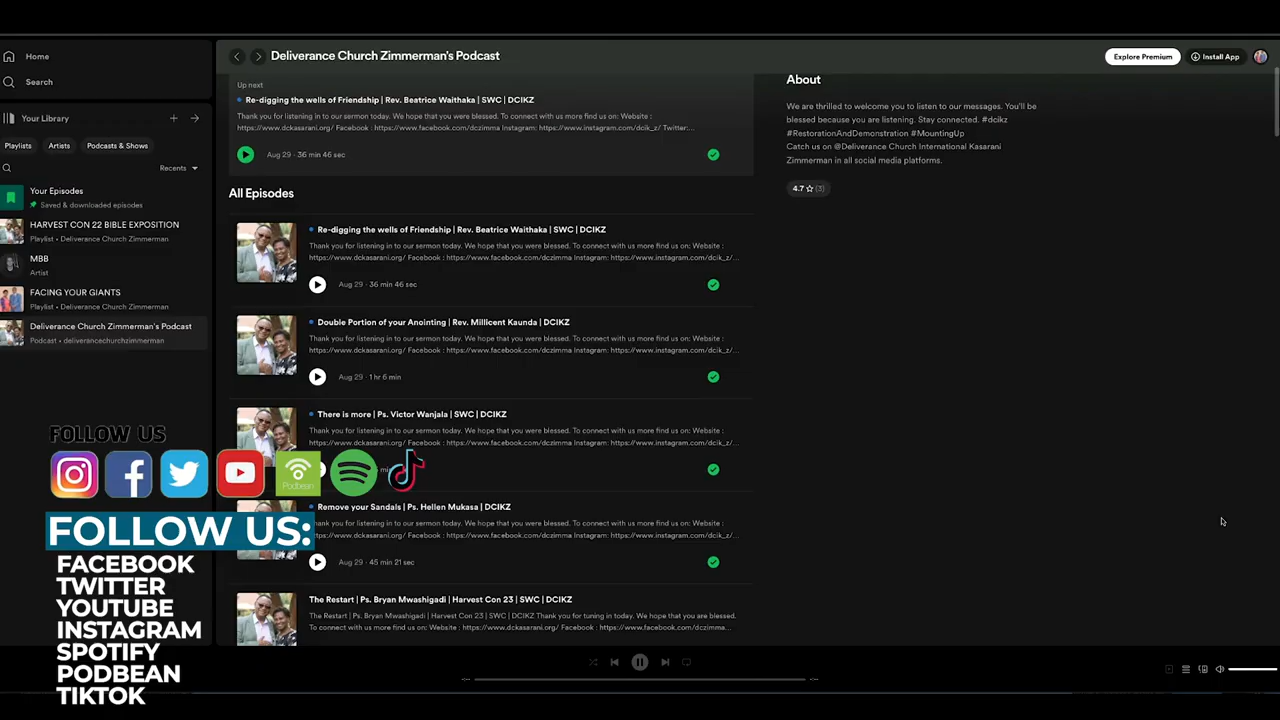 Home
Search
Your Library
Playlists
Artists
Podcasts & Shows
Recents
Your Episodes
Saved & downloaded episodes
HARVEST CON 22 BIBLE EXPOSITION
Playlist • Deliverance Church Zimmerman
MBB
Artist
FACING YOUR GIANTS
Playlist • Deliverance Church Zimmerman
Deliverance Church Zimmerman's Podcast
Podcast • deliverancechurchzimmerman
Deliverance Church Zimmerman's Podcast
Explore Premium
Install App
Up next
Re-digging the wells of Friendship | Rev. Beatrice Waithaka | SWC | DCIKZ
Thank you for listening in to our sermon today. We hope that you were blessed. To connect with us more find us on: Website :
https://www.dckasarani.org/ Facebook : https://www.facebook.com/dczimma Instagram: https://www.instagram.com/dcik_z/ Twitter:...
Aug 29 · 36 min 46 sec
All Episodes
Re-digging the wells of Friendship | Rev. Beatrice Waithaka | SWC | DCIKZ
Thank you for listening in to our sermon today. We hope that you were blessed. To connect with us more find us on: Website :
https://www.dckasarani.org/ Facebook : https://www.facebook.com/dczimma Instagram: https://www.instagram.com/dcik_z/...
Aug 29 · 36 min 46 sec
Double Portion of your Anointing | Rev. Millicent Kaunda | DCIKZ
Thank you for listening in to our sermon today. We hope that you were blessed. To connect with us more find us on: Website :
https://www.dckasarani.org/ Facebook : https://www.facebook.com/dczimma Instagram: https://www.instagram.com/dcik_z/...
Aug 29 · 1 hr 6 min
There is more | Ps. Victor Wanjala | SWC | DCIKZ
Thank you for listening in to our sermon today. We hope that you were blessed. To connect with us more find us on: Website :
https://www.dckasarani.org/ Facebook : https://www.facebook.com/dczimma Instagram: https://www.instagram.com/dcik_z/...
Remove your Sandals | Ps. Hellen Mukasa | DCIKZ
Thank you for listening in to our sermon today. We hope that you were blessed. To connect with us more find us on: Website :
https://www.dckasarani.org/ Facebook : https://www.facebook.com/dczimma Instagram: https://www.instagram.com/dcik_z/...
Aug 29 · 45 min 21 sec
The Restart | Ps. Bryan Mwashigadi | Harvest Con 23 | SWC | DCIKZ
The Restart | Ps. Bryan Mwashigadi | Harvest Con 23 | SWC | DCIKZ Thank you for tuning in today. We hope that you are blessed.
To connect with us more find us on: Website : https://www.dckasarani.org/ Facebook : https://www.facebook.com/dczimma...
About
We are thrilled to welcome you to listen to our messages. You'll be
blessed because you are listening. Stay connected. #dcikz
#RestorationAndDemonstration #MountingUp
Catch us on @Deliverance Church International Kasarani
Zimmerman in all social media platforms.
4.7 (3)
FOLLOW US
Podbean
FOLLOW US:
FACEBOOK
TWITTER
YOUTUBE
INSTAGRAM
SPOTIFY
PODBEAN
TIKTOK